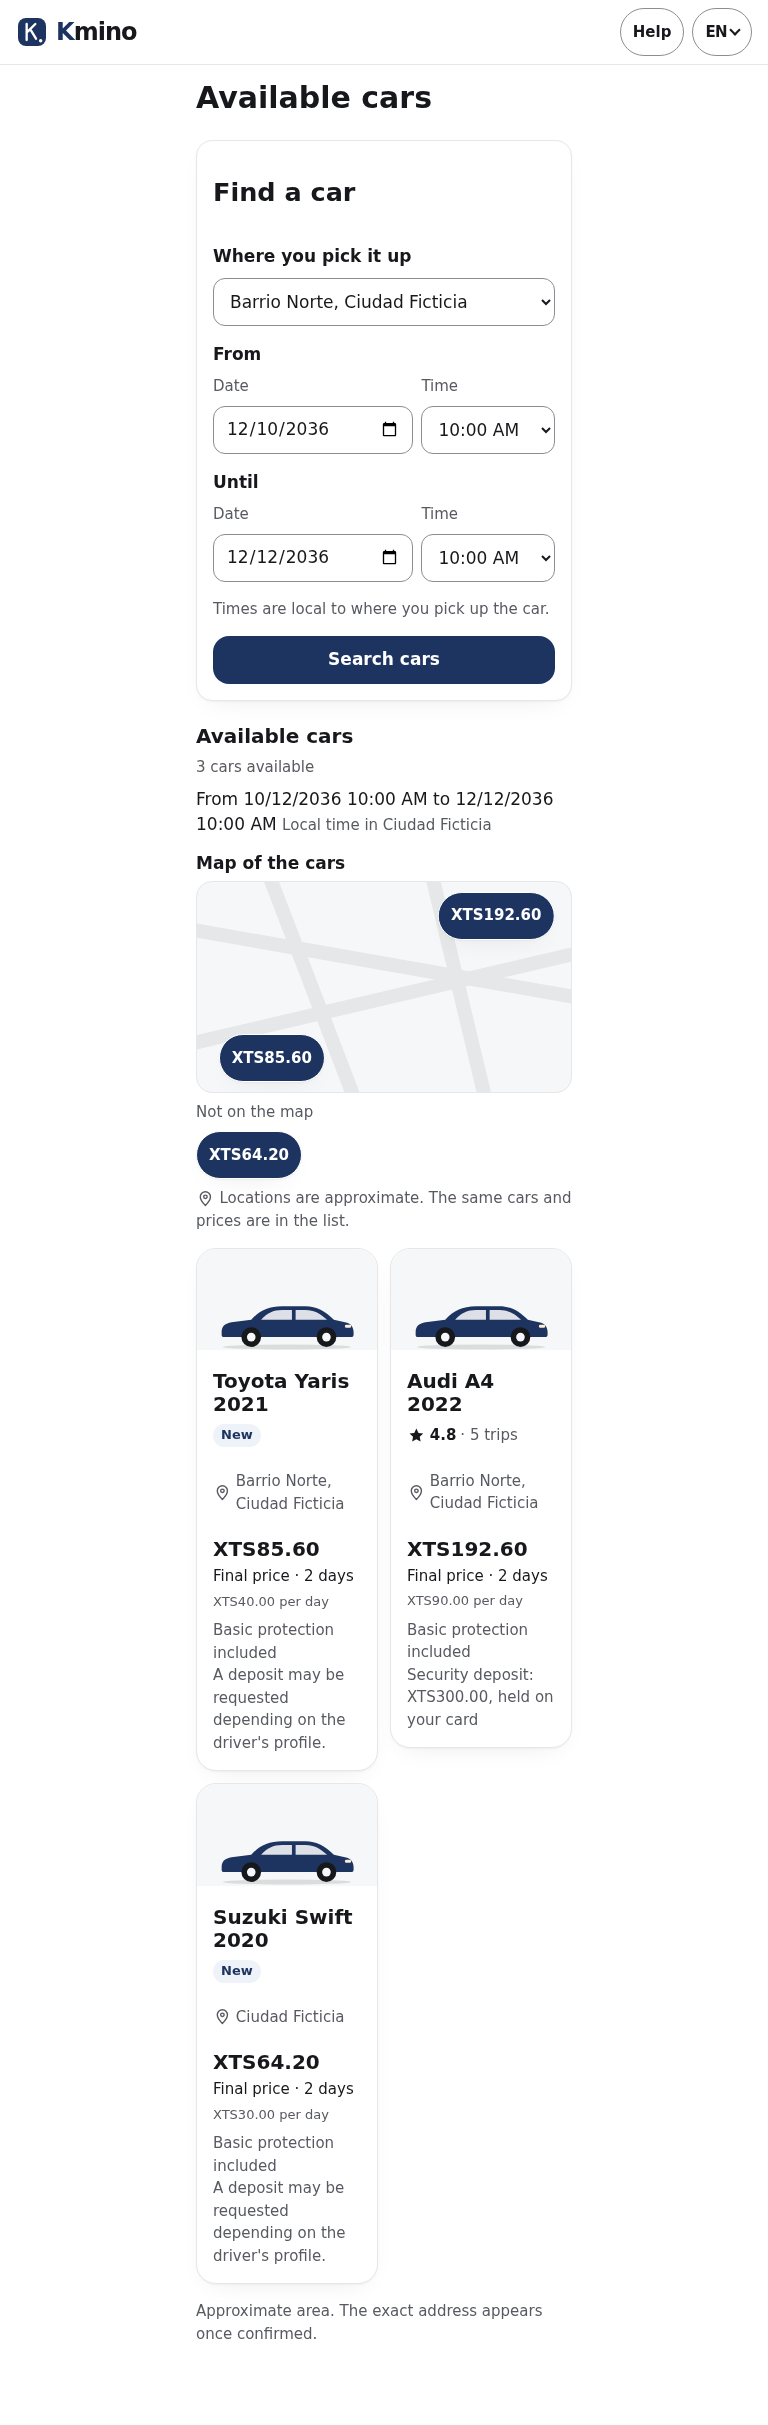 Kmino
Help
EN
Available cars
Find a car
Where you pick it up
Barrio Norte, Ciudad Ficticia
From
Date
Time
12/10/2036
10:00 AM
Until
Date
Time
12/12/2036
10:00 AM
Times are local to where you pick up the car.
Search cars
Available cars
3 cars available
From 10/12/2036 10:00 AM to 12/12/2036
10:00 AM Local time in Ciudad Ficticia
Map of the cars
XTS192.60
XTS85.60
Not on the map
XTS64.20
Locations are approximate. The same cars and
prices are in the list.
Toyota Yaris
2021
New
Barrio Norte,
Ciudad Ficticia
XTS85.60
Final price · 2 days
XTS40.00 per day
Basic protection
included
A deposit may be
requested
depending on the
driver's profile.
Audi A4
2022
4.8 · 5 trips
Barrio Norte,
Ciudad Ficticia
XTS192.60
Final price · 2 days
XTS90.00 per day
Basic protection
included
Security deposit:
XTS300.00, held on
your card
Suzuki Swift
2020
New
Ciudad Ficticia
XTS64.20
Final price · 2 days
XTS30.00 per day
Basic protection
included
A deposit may be
requested
depending on the
driver's profile.
Approximate area. The exact address appears
once confirmed.